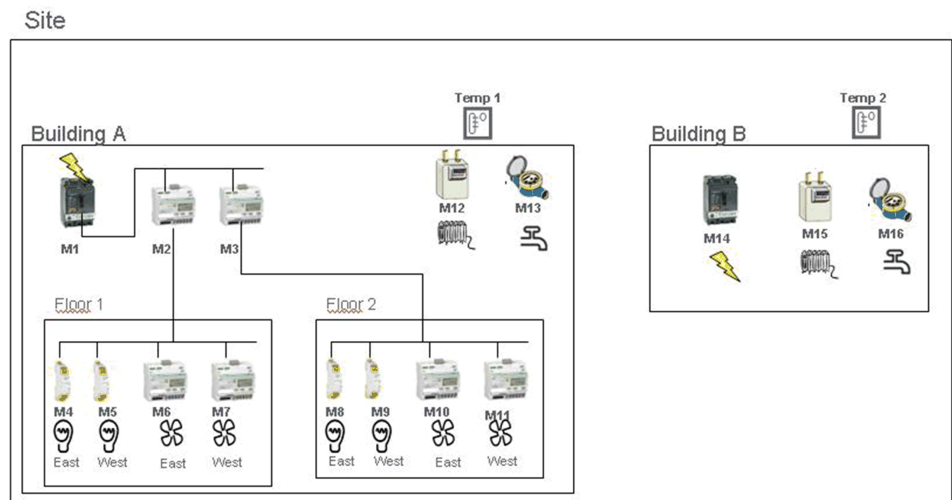 Site
Temp 1
Temp 2
Building A
Building B
M12
M13
M1
M2
M3
M14
M15
M16
Floor 1
Floor 2
M4
M5
M6
M7
M8
M9
M10
M11
East
West
East
West
East
West
East
West